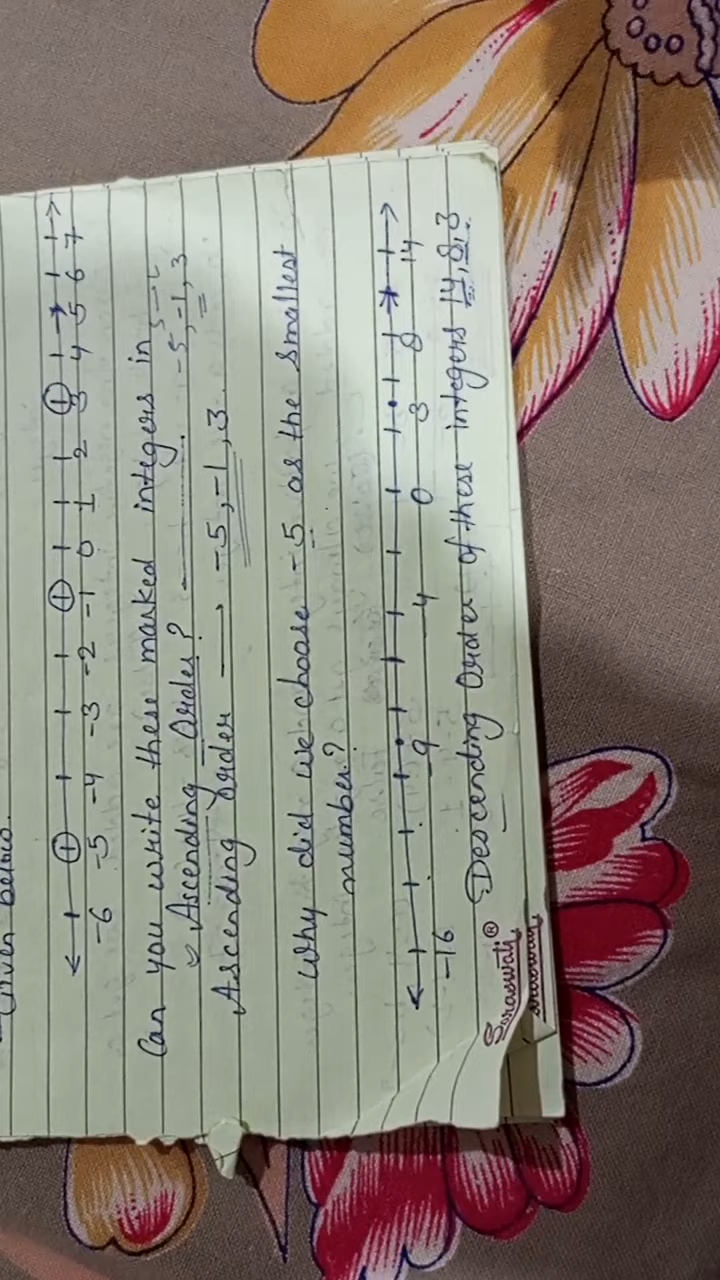 Given below.
-6 -5 -4 -3 -2 -1 0 1 2 3 4 5 6 7
Can you write these marked integers in
Ascending Order? -5, -1, 3
Ascending Order → -5, -1, 3.
Why did we choose -5 as the smallest
number?
-16 -9 -4 0 3 8 14
Descending Order of these integers 14, 8, 3.
Saraswati®